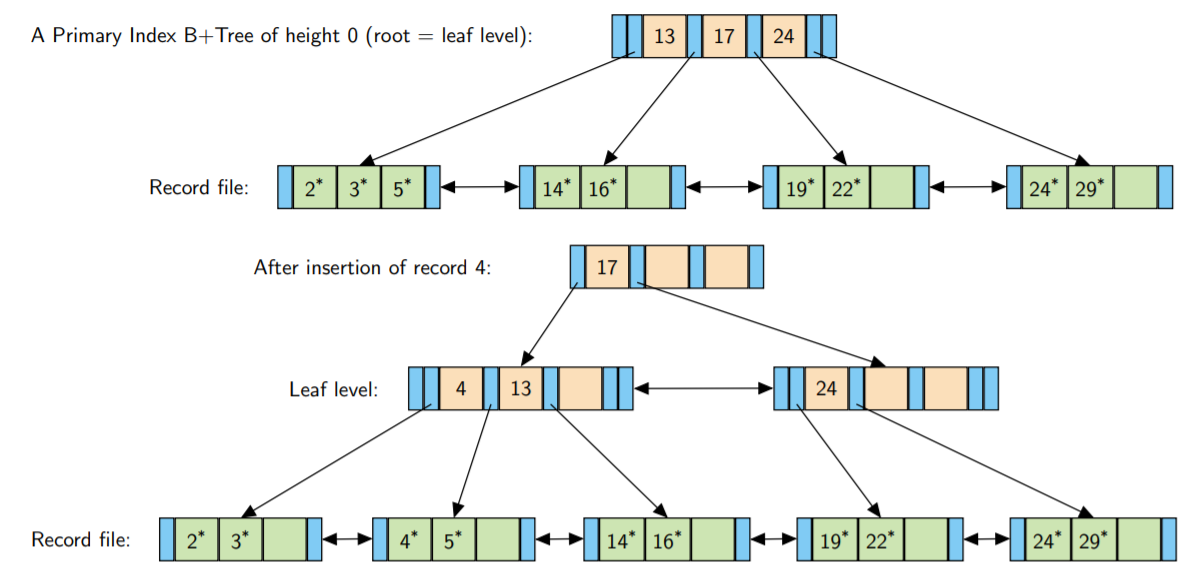 A Primary Index B+Tree of height 0 (root = leaf level):
13 17 24
Record file:
2* 3* 5* 14* 16* 19* 22* 24* 29*
After insertion of record 4:
17
Leaf level:
4 13 24
Record file:
2* 3* 4* 5* 14* 16* 19* 22* 24* 29*